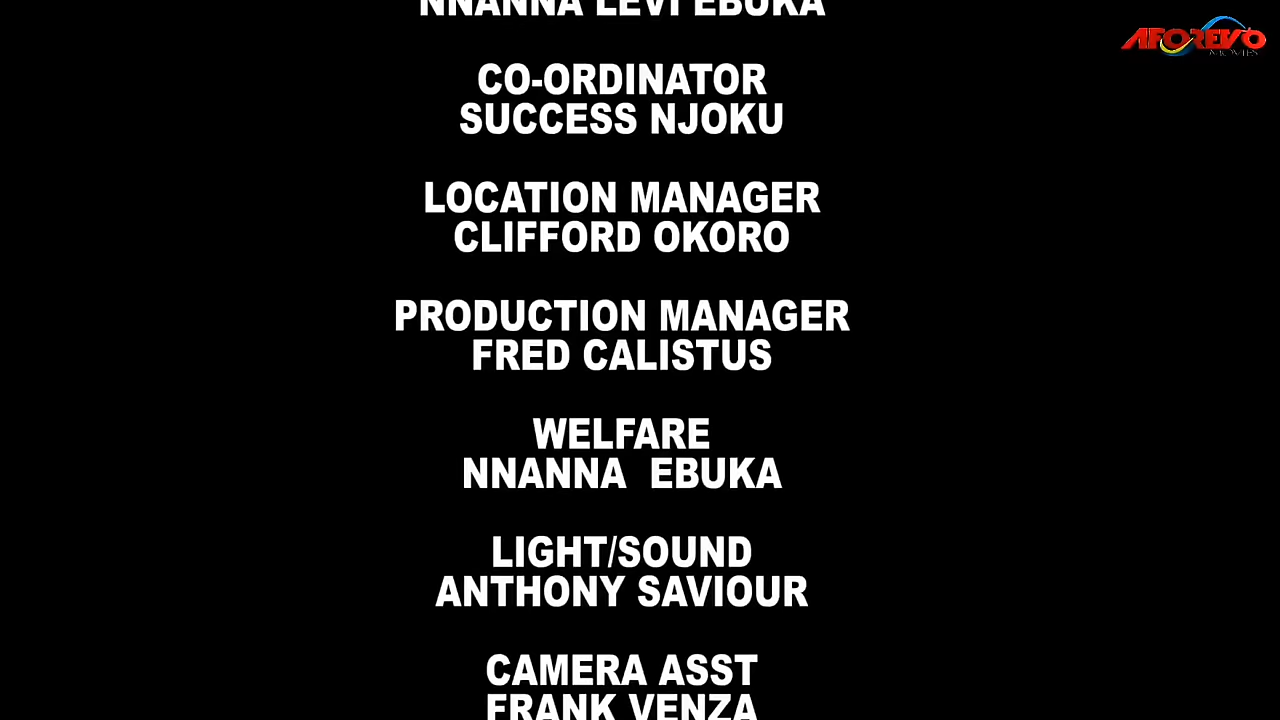 NNANNA LEVI EBUKA
AFOREVO
MOVIES
CO-ORDINATOR
SUCCESS NJOKU
LOCATION MANAGER
CLIFFORD OKORO
PRODUCTION MANAGER
FRED CALISTUS
WELFARE
NNANNA  EBUKA
LIGHT/SOUND
ANTHONY SAVIOUR
CAMERA ASST
FRANK VENZA